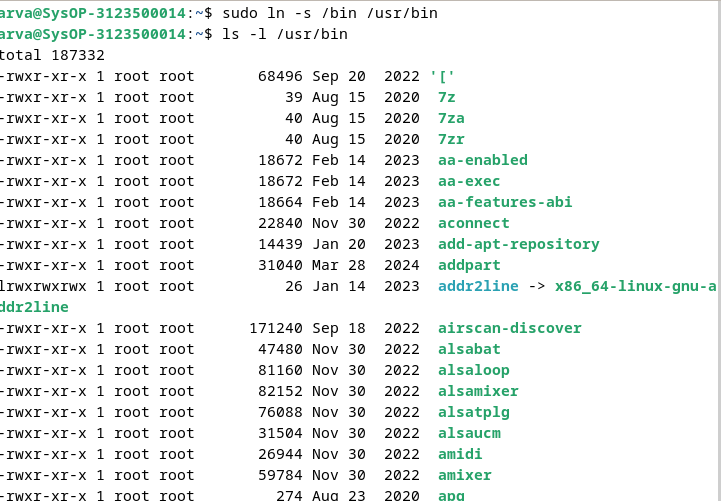 arva@SysOP-3123500014:~$ sudo ln -s /bin /usr/bin
arva@SysOP-3123500014:~$ ls -l /usr/bin
total 187332
-rwxr-xr-x 1 root root 68496 Sep 20 2022 '['
-rwxr-xr-x 1 root root 39 Aug 15 2020 7z
-rwxr-xr-x 1 root root 40 Aug 15 2020 7za
-rwxr-xr-x 1 root root 40 Aug 15 2020 7zr
-rwxr-xr-x 1 root root 18672 Feb 14 2023 aa-enabled
-rwxr-xr-x 1 root root 18672 Feb 14 2023 aa-exec
-rwxr-xr-x 1 root root 18664 Feb 14 2023 aa-features-abi
-rwxr-xr-x 1 root root 22840 Nov 30 2022 aconnect
-rwxr-xr-x 1 root root 14439 Jan 20 2023 add-apt-repository
-rwxr-xr-x 1 root root 31040 Mar 28 2024 addpart
lrwxrwxrwx 1 root root 26 Jan 14 2023 addr2line -> x86_64-linux-gnu-a
ddr2line
-rwxr-xr-x 1 root root 171240 Sep 18 2022 airscan-discover
-rwxr-xr-x 1 root root 47480 Nov 30 2022 alsabat
-rwxr-xr-x 1 root root 81160 Nov 30 2022 alsaloop
-rwxr-xr-x 1 root root 82152 Nov 30 2022 alsamixer
-rwxr-xr-x 1 root root 76088 Nov 30 2022 alsatplg
-rwxr-xr-x 1 root root 31504 Nov 30 2022 alsaucm
-rwxr-xr-x 1 root root 26944 Nov 30 2022 amidi
-rwxr-xr-x 1 root root 59784 Nov 30 2022 amixer
-rwxr-xr-x 1 root root 274 Aug 23 2020 apg